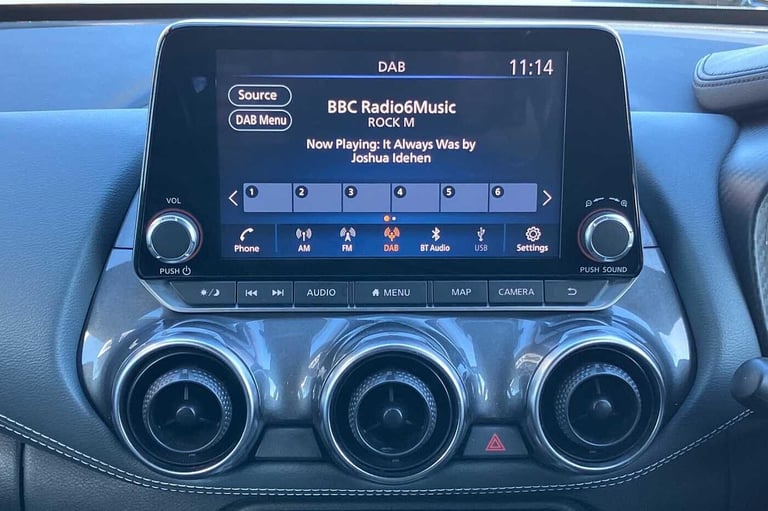 DAB 11:14
Source
BBC Radio6Music
DAB Menu
ROCK M
Now Playing: It Always Was by
Joshua Idehen
1 2 3 4 5 6
VOL
Phone AM FM DAB BT Audio USB Settings
PUSH
PUSH SOUND
AUDIO MENU MAP CAMERA